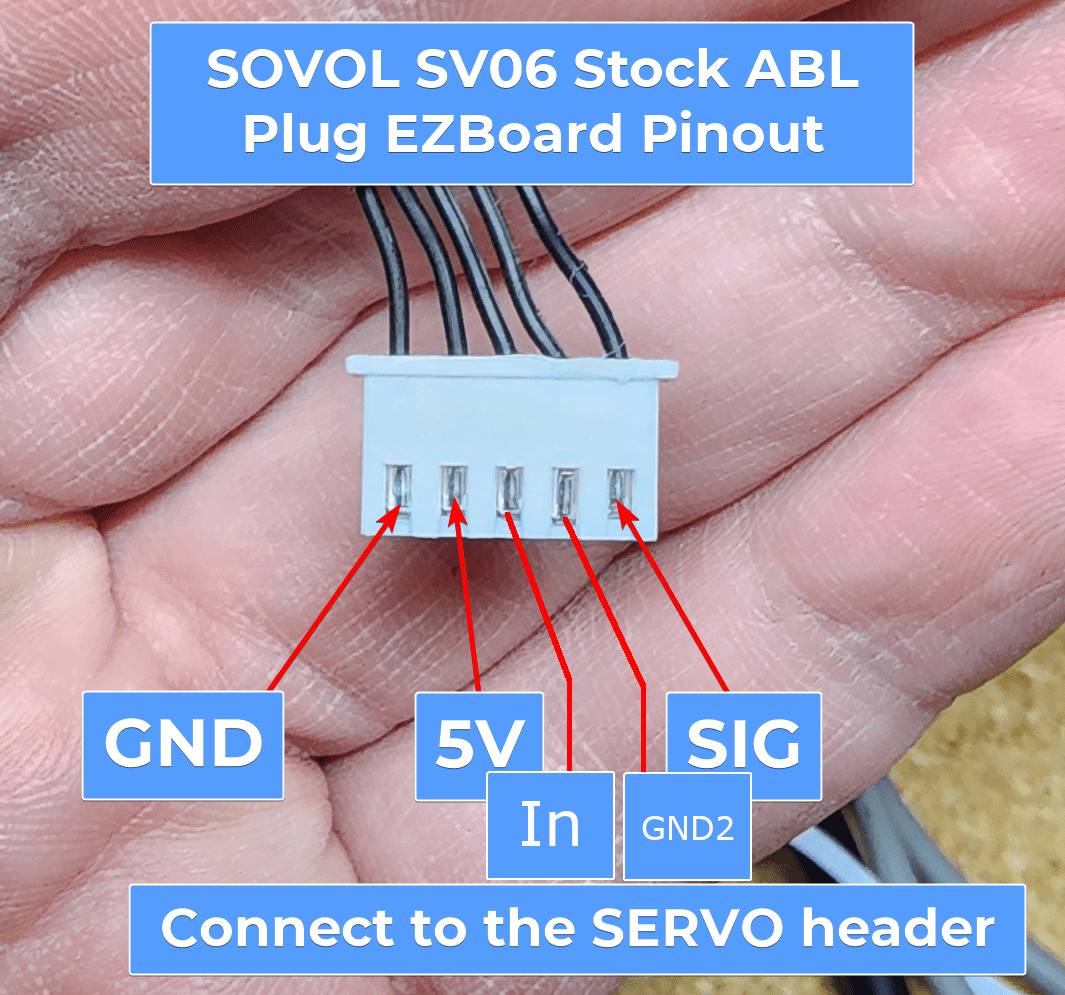 SOVOL SV06 Stock ABL
Plug EZBoard Pinout
GND
5V
SIG
In
GND2
Connect to the SERVO header